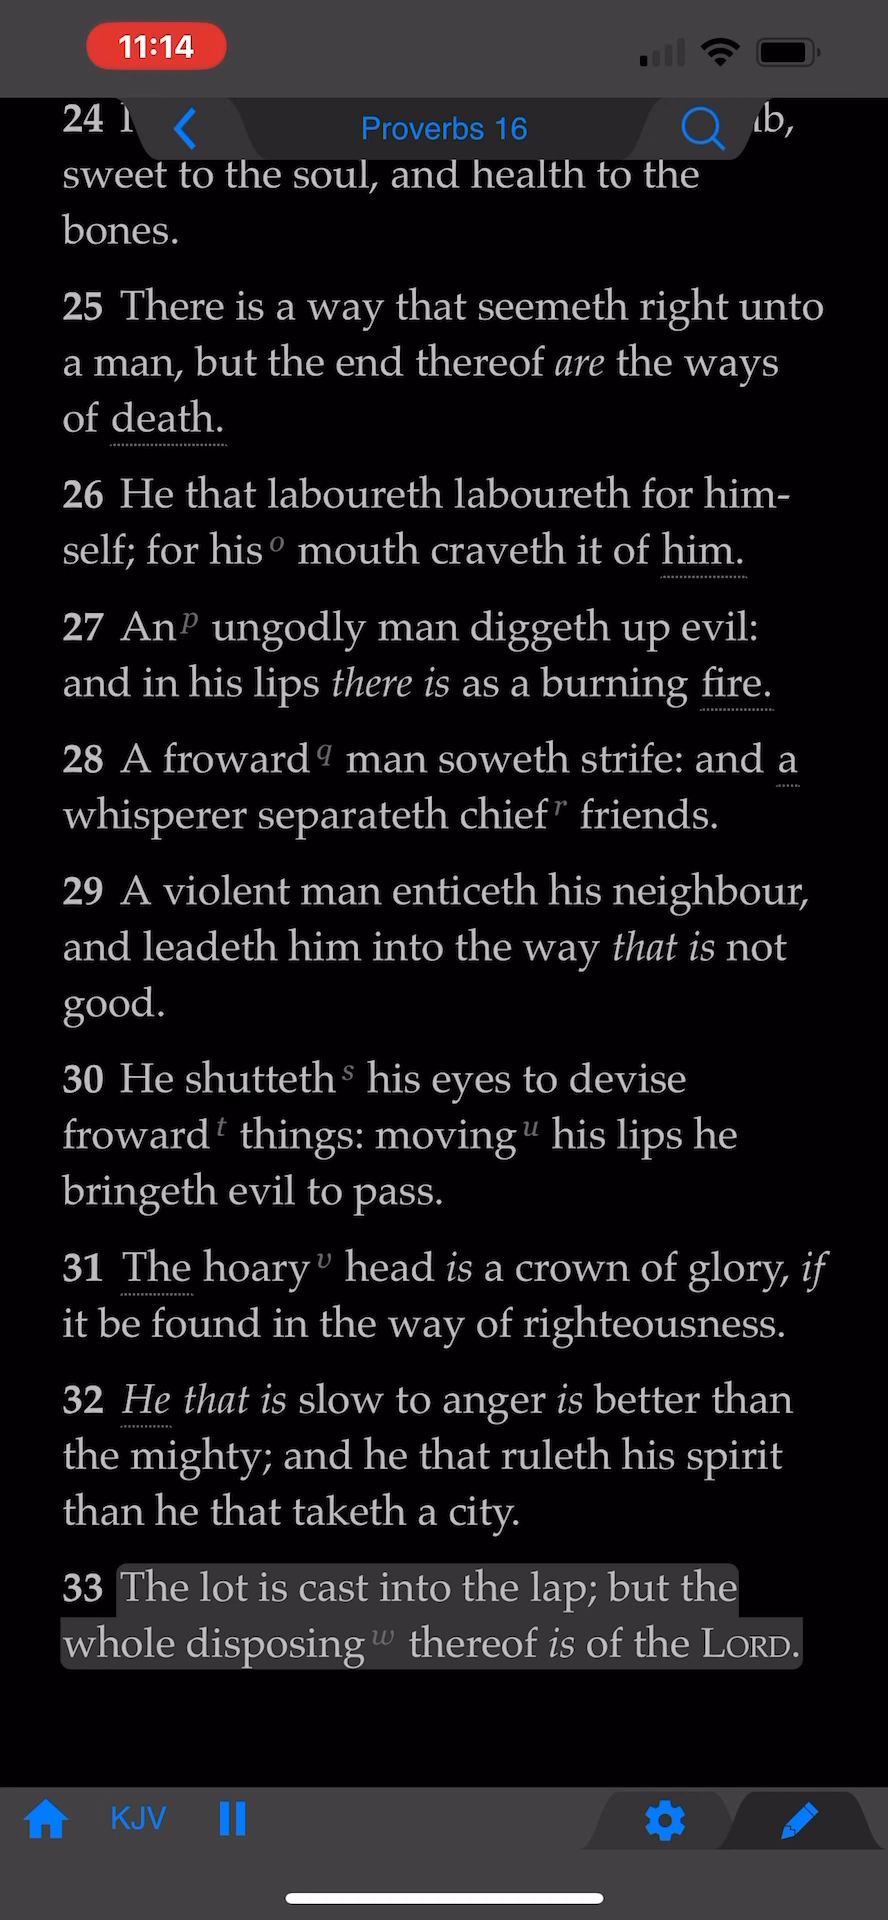 11:14
Proverbs 16
24
sweet to the soul, and health to the
bones.
25 There is a way that seemeth right unto
a man, but the end thereof are the ways
of death.
26 He that laboureth laboureth for him-
self; for his o mouth craveth it of him.
27 An p ungodly man diggeth up evil:
and in his lips there is as a burning fire.
28 A froward q man soweth strife: and a
whisperer separateth chief r friends.
29 A violent man enticeth his neighbour,
and leadeth him into the way that is not
good.
30 He shutteth s his eyes to devise
froward t things: moving u his lips he
bringeth evil to pass.
31 The hoary v head is a crown of glory, if
it be found in the way of righteousness.
32 He that is slow to anger is better than
the mighty; and he that ruleth his spirit
than he that taketh a city.
33 The lot is cast into the lap; but the
whole disposing w thereof is of the LORD.
KJV